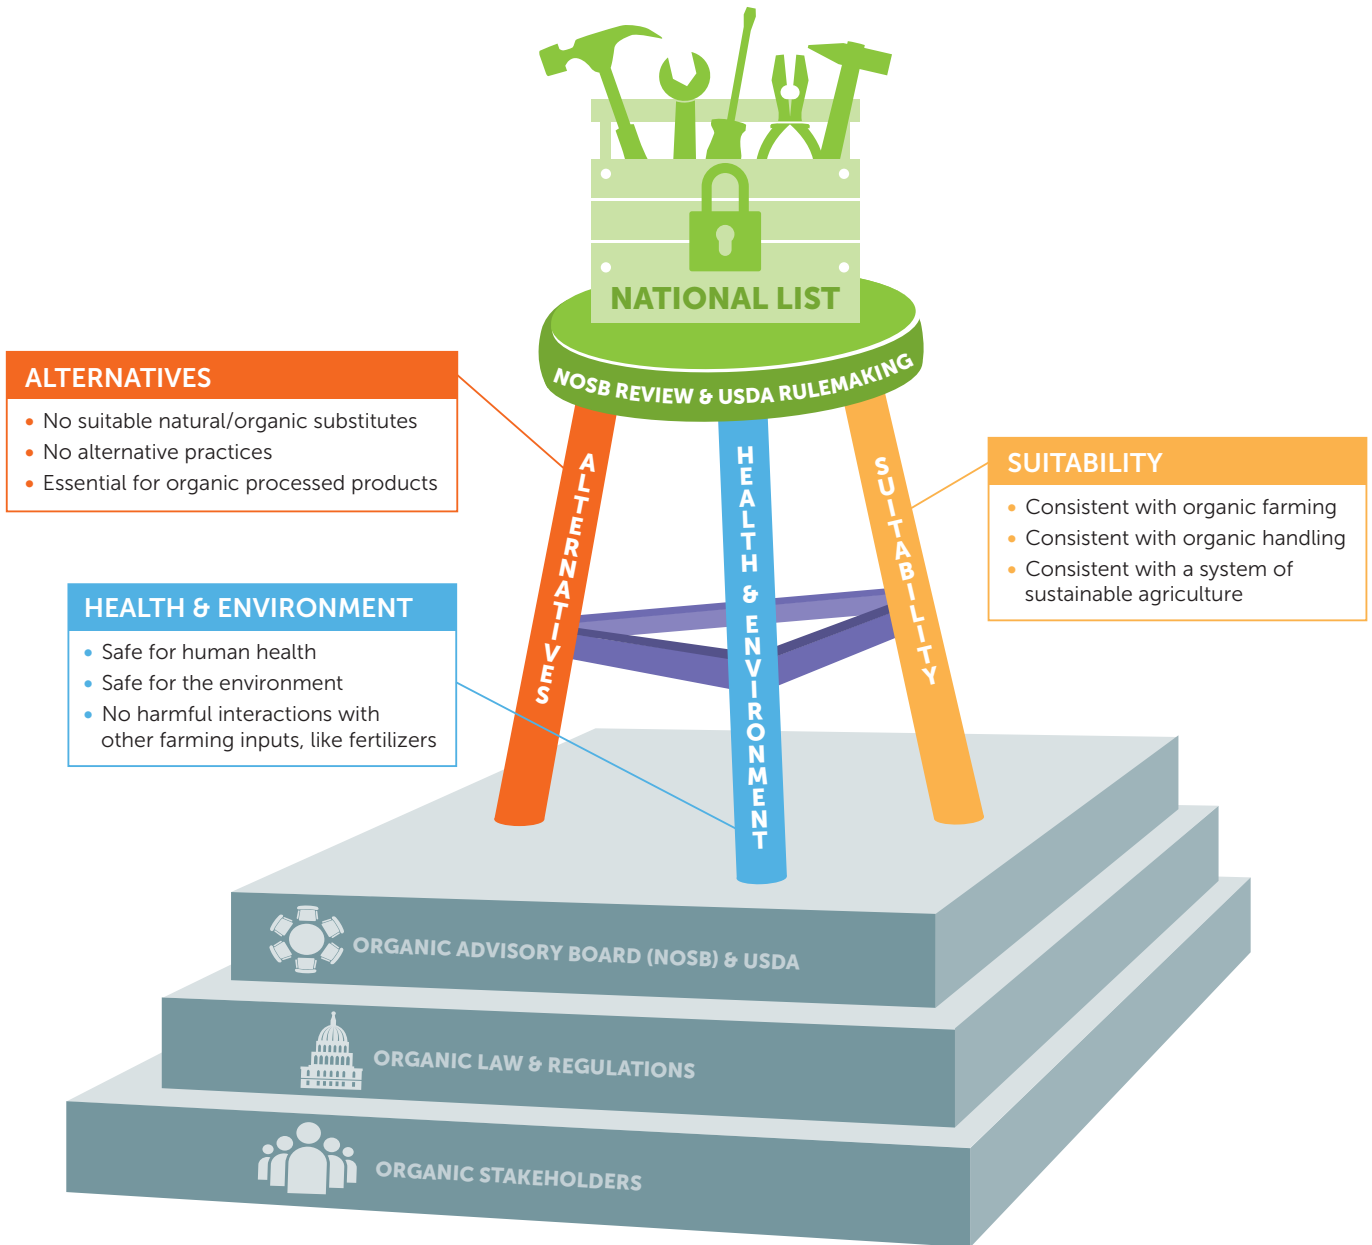 NATIONAL LIST
NOSB REVIEW & USDA RULEMAKING
ALTERNATIVES
• No suitable natural/organic substitutes
• No alternative practices
• Essential for organic processed products
HEALTH & ENVIRONMENT
• Safe for human health
• Safe for the environment
• No harmful interactions with
other farming inputs, like fertilizers
SUITABILITY
• Consistent with organic farming
• Consistent with organic handling
• Consistent with a system of
sustainable agriculture
ALTERNATIVES
HEALTH & ENVIRONMENT
SUITABILITY
ORGANIC ADVISORY BOARD (NOSB) & USDA
ORGANIC LAW & REGULATIONS
ORGANIC STAKEHOLDERS